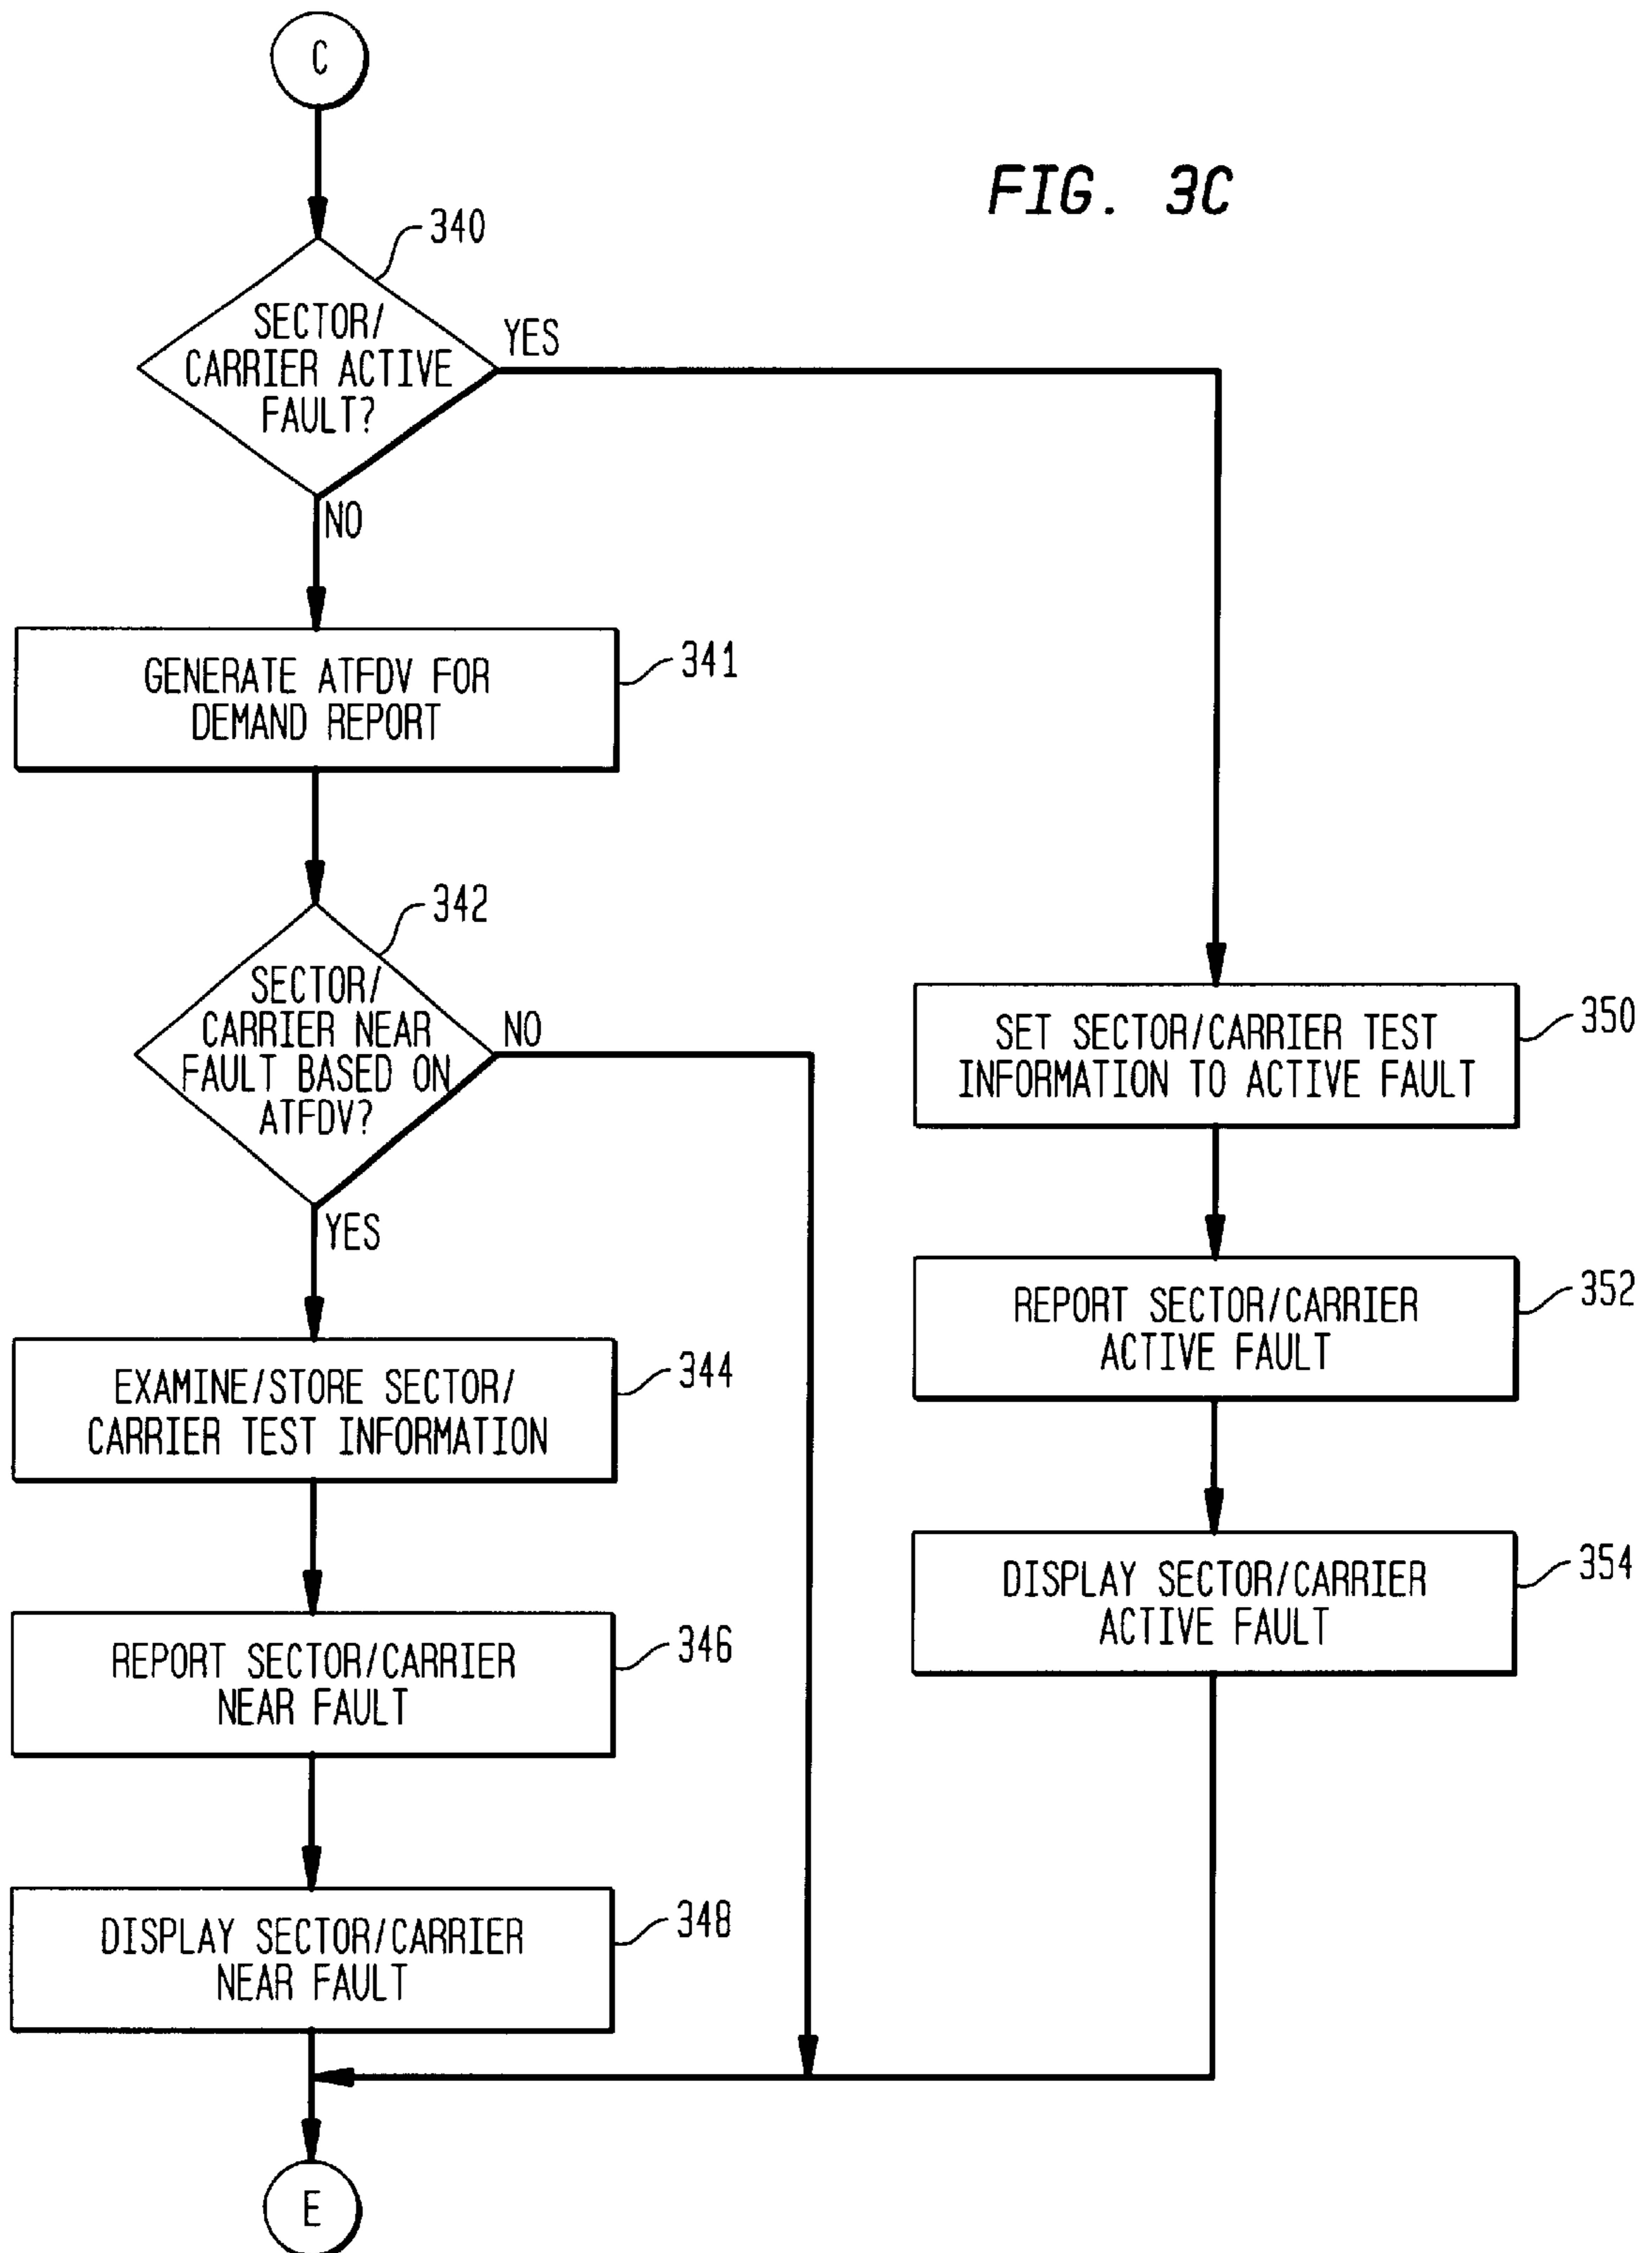 C
FIG. 3C
340
SECTOR/
CARRIER ACTIVE
FAULT?
YES
NO
GENERATE ATFDV FOR
DEMAND REPORT
341
342
SECTOR/
CARRIER NEAR
FAULT BASED ON
ATFDV?
NO
YES
EXAMINE/STORE SECTOR/
CARRIER TEST INFORMATION
344
REPORT SECTOR/CARRIER
NEAR FAULT
346
DISPLAY SECTOR/CARRIER
NEAR FAULT
348
SET SECTOR/CARRIER TEST
INFORMATION TO ACTIVE FAULT
350
REPORT SECTOR/CARRIER
ACTIVE FAULT
352
DISPLAY SECTOR/CARRIER
ACTIVE FAULT
354
E